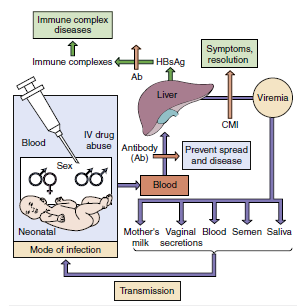 Immune complex
diseases
Immune complexes
HBsAg
Ab
Symptoms,
resolution
Liver
Viremia
CMI
Blood
IV drug
abuse
Sex
Neonatal
Mode of infection
Antibody
(Ab)
Prevent spread
and disease
Blood
Mother's
milk
Vaginal
secretions
Blood
Semen
Saliva
Transmission